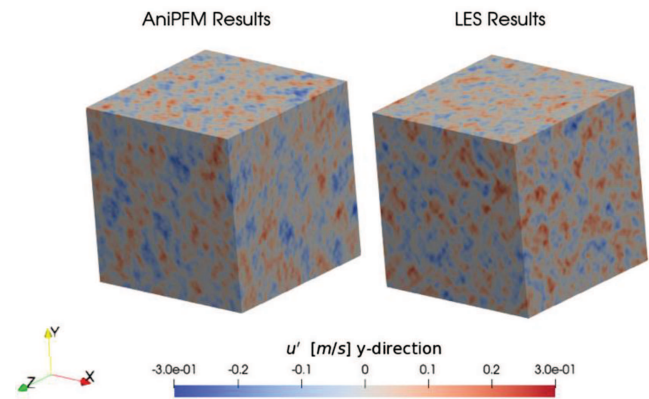 AniPFM Results LES Results
Y
Z X
u′ [m/s] y-direction
-3.0e-01 -0.2 -0.1 0 0.1 0.2 3.0e-01